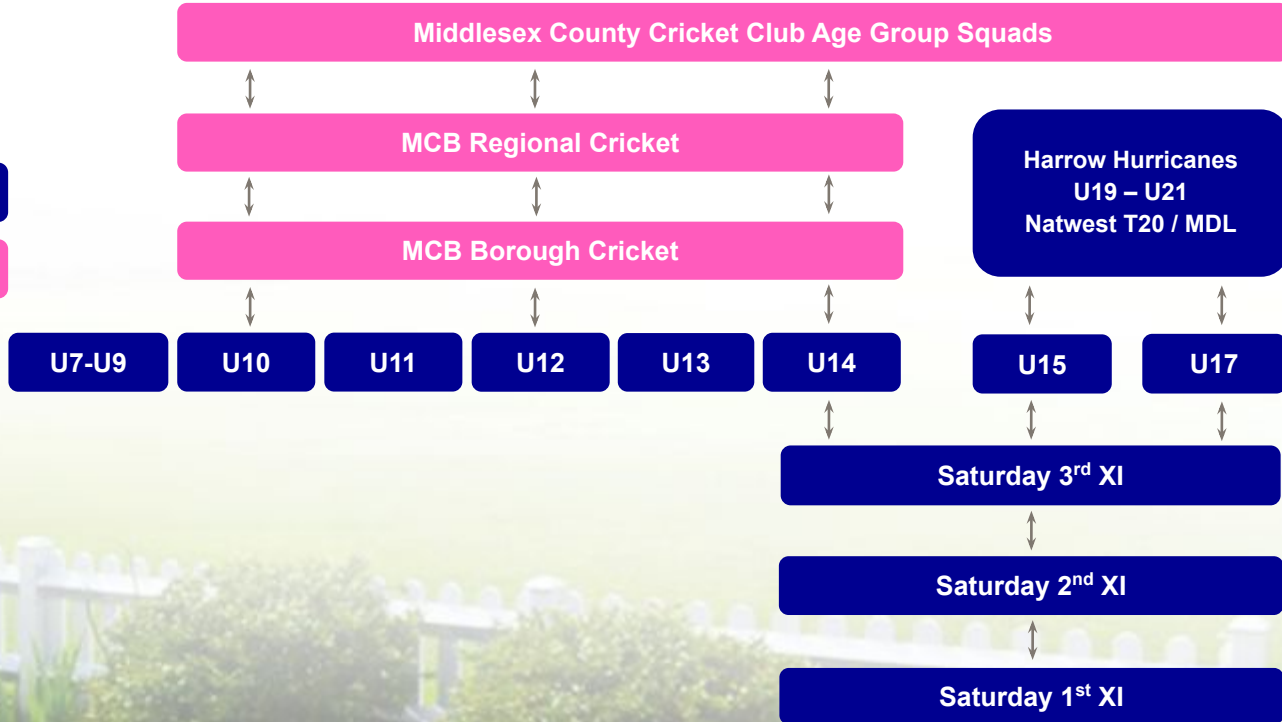 Middlesex County Cricket Club Age Group Squads
MCB Regional Cricket
Harrow Hurricanes
U19 – U21
Natwest T20 / MDL
MCB Borough Cricket
U7-U9
U10
U11
U12
U13
U14
U15
U17
Saturday 3rd XI
Saturday 2nd XI
Saturday 1st XI